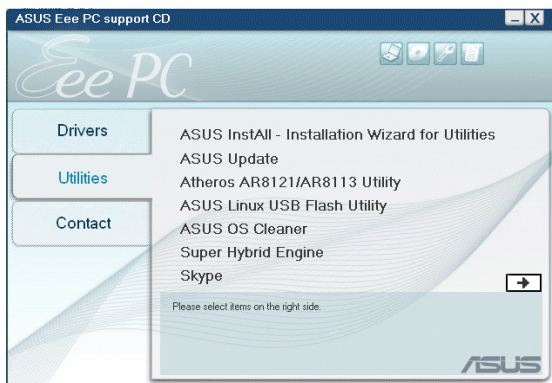 ASUS Eee PC support CD
Eee PC
Drivers
Utilities
Contact
ASUS InstAll - Installation Wizard for Utilities
ASUS Update
Atheros AR8121/AR8113 Utility
ASUS Linux USB Flash Utility
ASUS OS Cleaner
Super Hybrid Engine
Skype
Please select items on the right side.
ASUS